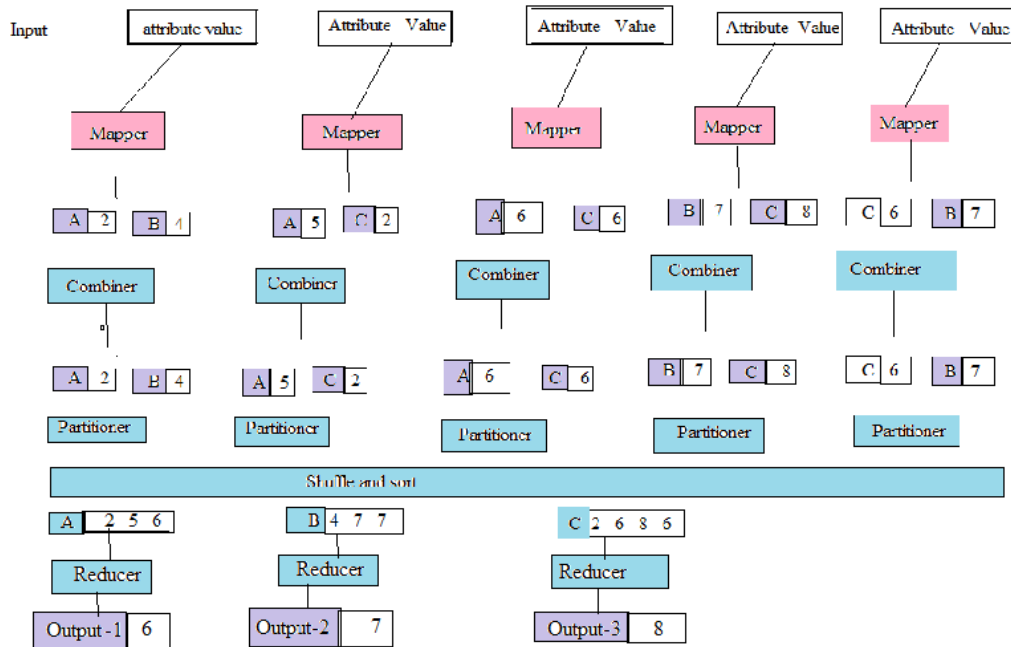 Input attribute value Attribute Value Attribute Value Attribute Value Attribute Value
Mapper Mapper Mapper Mapper Mapper
A 2 B 4 A 5 C 2 A 6 C 6 B 7 C 8 C 6 B 7
Combiner Combiner Combiner Combiner Combiner
A 2 B 4 A 5 C 2 A 6 C 6 B 7 C 8 C 6 B 7
Partitioner Partitioner Partitioner Partitioner Partitioner
Shuffle and sort
A 2 5 6 B 4 7 7 C 2 6 8 6
Reducer Reducer Reducer
Output-1 6 Output-2 7 Output-3 8